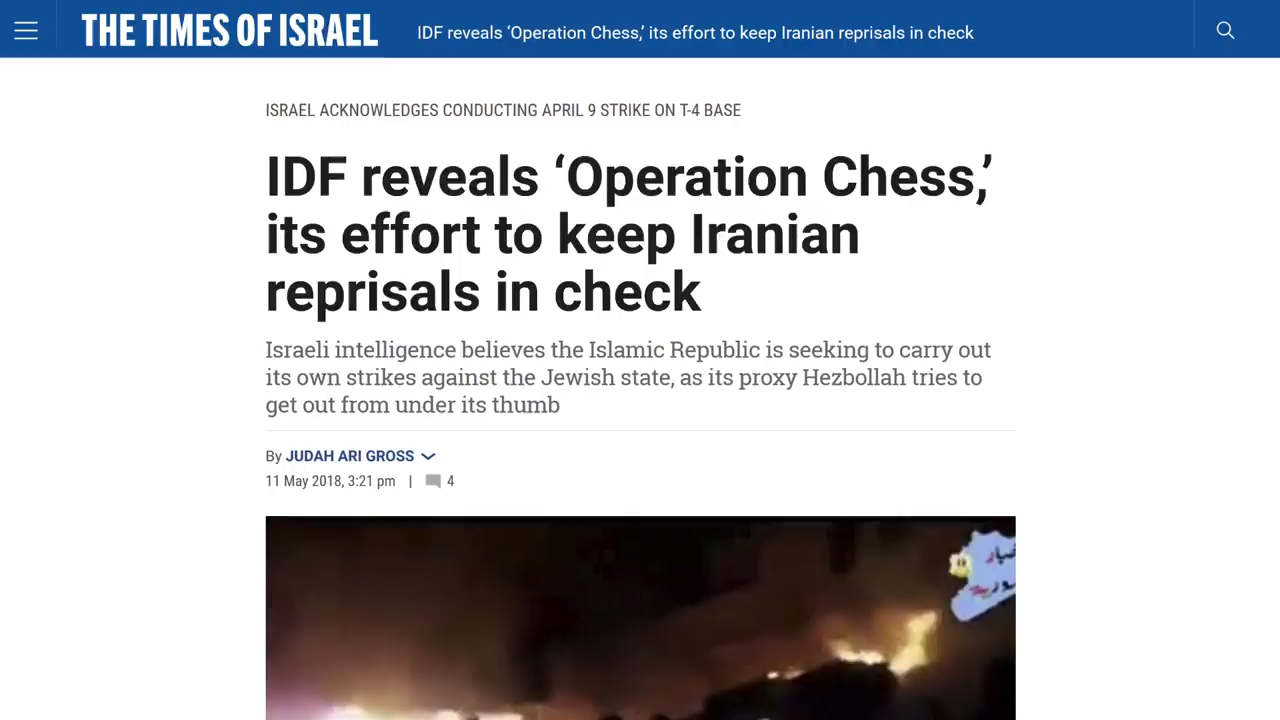 THE TIMES OF ISRAEL
IDF reveals ‘Operation Chess,’ its effort to keep Iranian reprisals in check
ISRAEL ACKNOWLEDGES CONDUCTING APRIL 9 STRIKE ON T-4 BASE
IDF reveals ‘Operation Chess,’
its effort to keep Iranian
reprisals in check
Israeli intelligence believes the Islamic Republic is seeking to carry out
its own strikes against the Jewish state, as its proxy Hezbollah tries to
get out from under its thumb
By JUDAH ARI GROSS
11 May 2018, 3:21 pm | 4